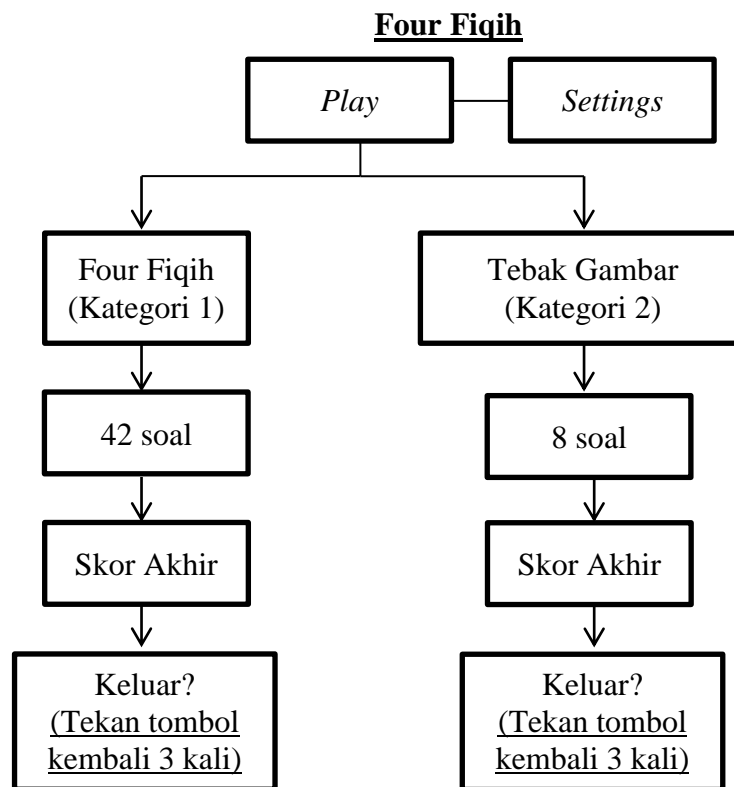 Four Fiqih
Play
Settings
Four Fiqih
(Kategori 1)
Tebak Gambar
(Kategori 2)
42 soal
8 soal
Skor Akhir
Skor Akhir
Keluar?
(Tekan tombol
kembali 3 kali)
Keluar?
(Tekan tombol
kembali 3 kali)